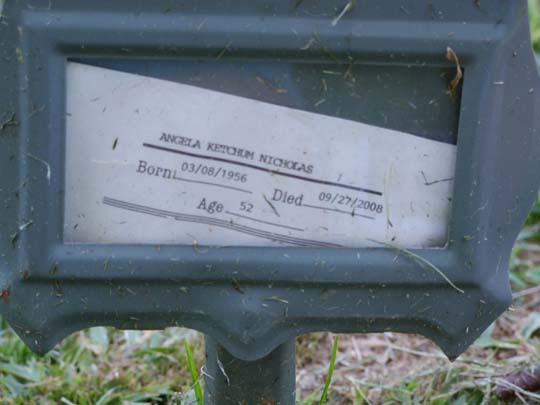 ANGELA KETCHUM NICHOLAS
Born 03/08/1956 Died 09/27/2008
Age 52